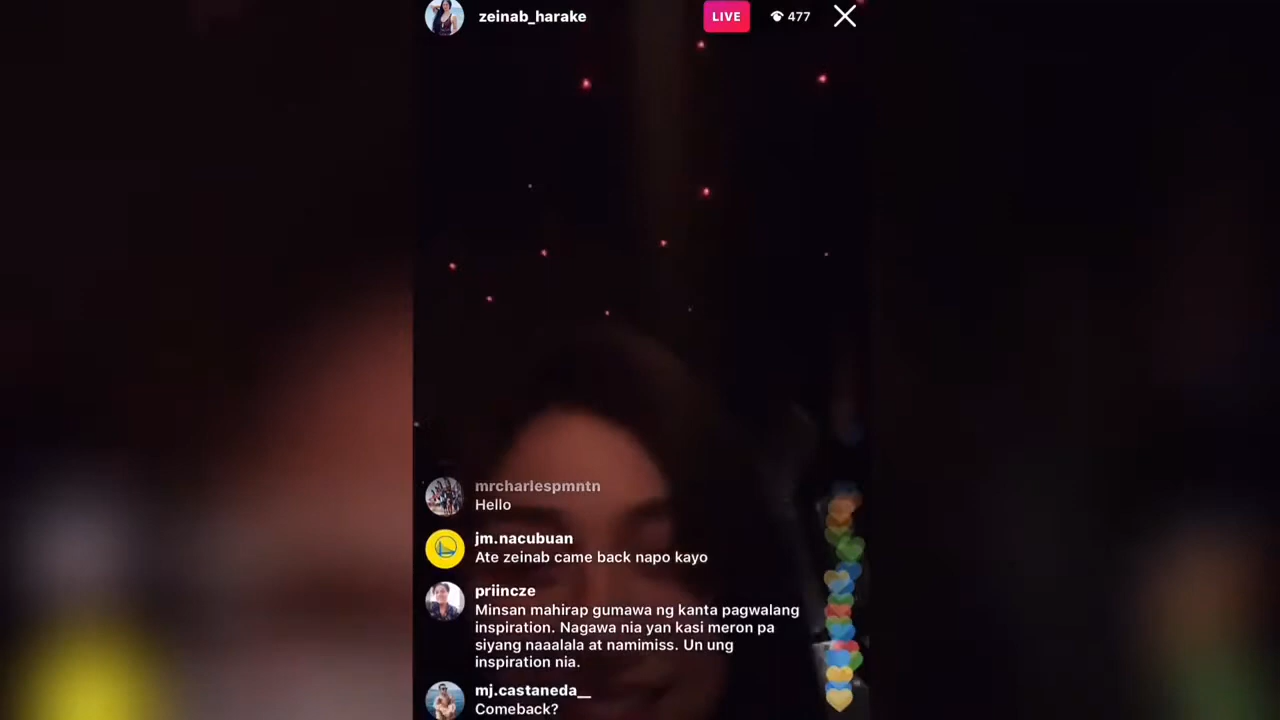 zeinab_harake
LIVE
477
mrcharlespmntn
Hello
jm.nacubuan
Ate zeinab came back napo kayo
priincze
Minsan mahirap gumawa ng kanta pagwalang
inspiration. Nagawa nia yan kasi meron pa
siyang naaalala at namimiss. Un ung
inspiration nia.
mj.castaneda__
Comeback?